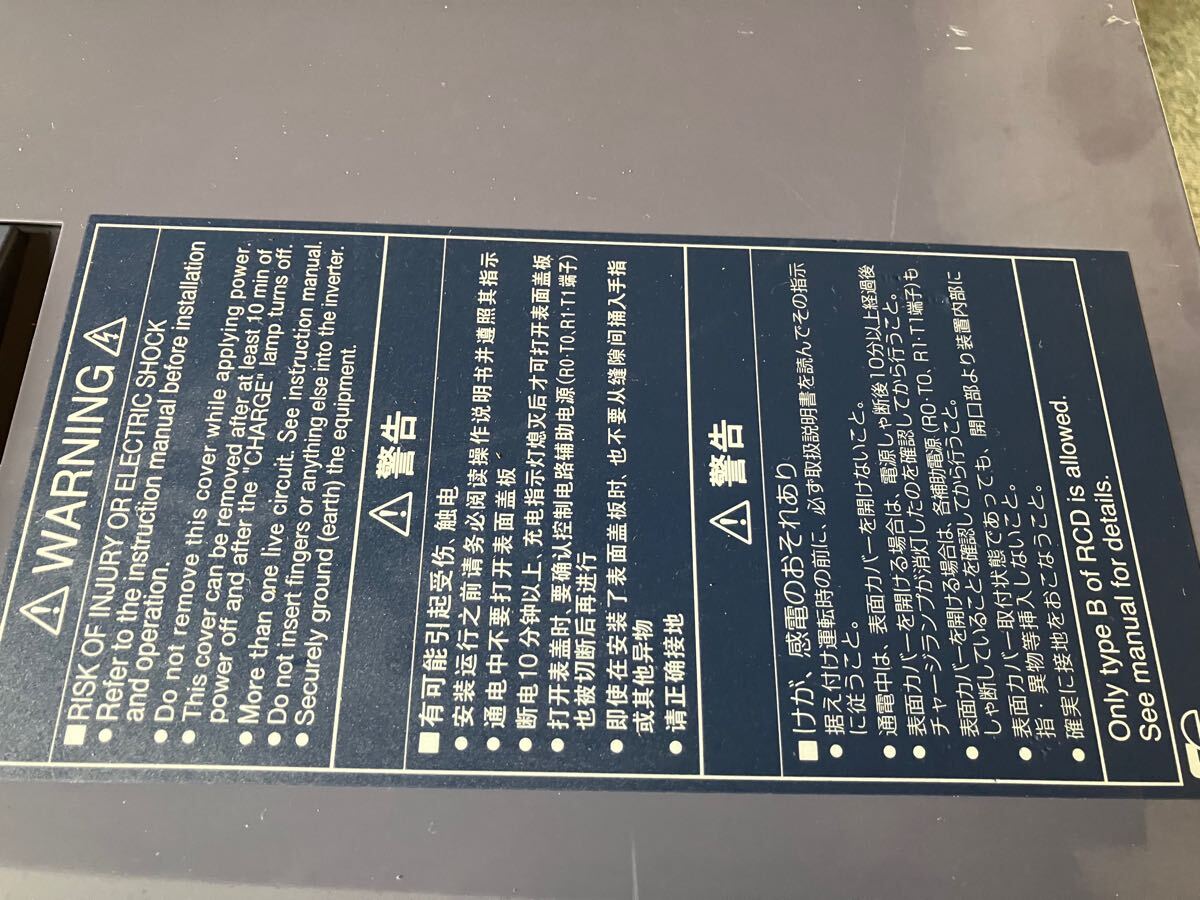 ⚠ WARNING
■ RISK OF INJURY OR ELECTRIC SHOCK
● Refer to the instruction manual before installation
and operation.
● Do not remove this cover while applying power.
● This cover can be removed after at least 10 min of
power off and after the "CHARGE" lamp turns off.
● More than one live circuit. See instruction manual.
● Do not insert fingers or anything else into the inverter.
● Securely ground (earth) the equipment.
⚠ 警告
■ 有可能引起受伤、触电
● 安装运行之前请务必阅读操作说明书并遵照其指示
● 通电中不要打开表面盖板
● 断电10分钟以上、充电指示灯熄灭后才可打开表面盖板
● 打开表盖时、要确认控制电路辅助电源(R0·T0、R1·T1端子)
也被切断后再进行
● 即使在安装了表面盖板时、也不要从缝隙间捅入手指
或其他异物
● 请正确接地
⚠ 警告
■ けが、感電のおそれあり
● 据え付け運転時の前に、必ず取扱説明書を読んでその指示
に従うこと。
● 通電中は、表面カバーを開けないこと。
● 表面カバーを開ける場合は、電源しゃ断後10分以上経過後
チャージランプが消灯したのを確認してから行うこと。
● 表面カバーを開ける場合は、各補助電源(R0·T0、R1·T1端子)も
しゃ断していることを確認してから行うこと。
● 表面カバー取付状態であっても、開口部より装置内部に
指・異物等挿入しないこと。
● 確実に接地をおこなうこと。
Only type B of RCD is allowed.
See manual for details.